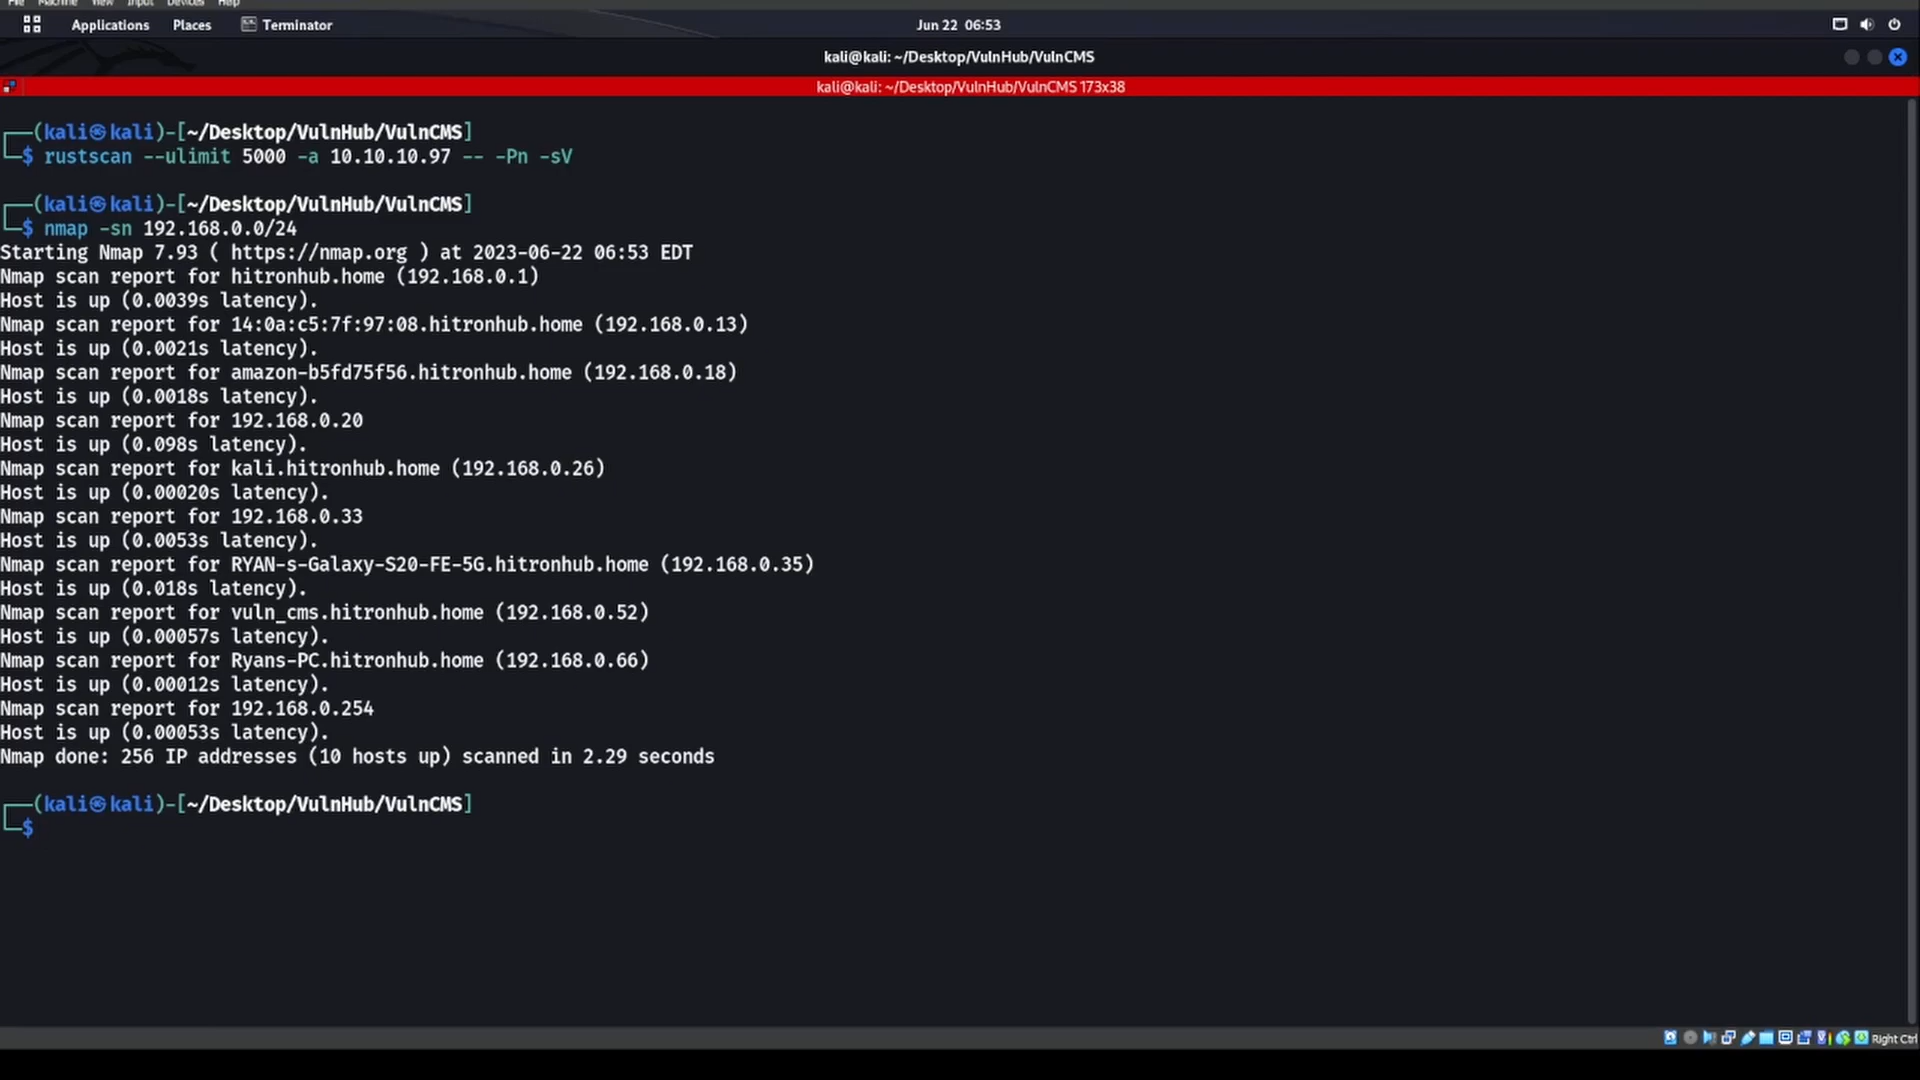 File Machine View Input Devices Help
Applications Places Terminator Jun 22 06:53
kali@kali: ~/Desktop/VulnHub/VulnCMS
kali@kali: ~/Desktop/VulnHub/VulnCMS 173x38
┌──(kali㉿kali)-[~/Desktop/VulnHub/VulnCMS]
└─$ rustscan --ulimit 5000 -a 10.10.10.97 -- -Pn -sV
┌──(kali㉿kali)-[~/Desktop/VulnHub/VulnCMS]
└─$ nmap -sn 192.168.0.0/24
Starting Nmap 7.93 ( https://nmap.org ) at 2023-06-22 06:53 EDT
Nmap scan report for hitronhub.home (192.168.0.1)
Host is up (0.0039s latency).
Nmap scan report for 14:0a:c5:7f:97:08.hitronhub.home (192.168.0.13)
Host is up (0.0021s latency).
Nmap scan report for amazon-b5fd75f56.hitronhub.home (192.168.0.18)
Host is up (0.0018s latency).
Nmap scan report for 192.168.0.20
Host is up (0.098s latency).
Nmap scan report for kali.hitronhub.home (192.168.0.26)
Host is up (0.00020s latency).
Nmap scan report for 192.168.0.33
Host is up (0.0053s latency).
Nmap scan report for RYAN-s-Galaxy-S20-FE-5G.hitronhub.home (192.168.0.35)
Host is up (0.018s latency).
Nmap scan report for vuln_cms.hitronhub.home (192.168.0.52)
Host is up (0.00057s latency).
Nmap scan report for Ryans-PC.hitronhub.home (192.168.0.66)
Host is up (0.00012s latency).
Nmap scan report for 192.168.0.254
Host is up (0.00053s latency).
Nmap done: 256 IP addresses (10 hosts up) scanned in 2.29 seconds
┌──(kali㉿kali)-[~/Desktop/VulnHub/VulnCMS]
└─$
Right Ctrl